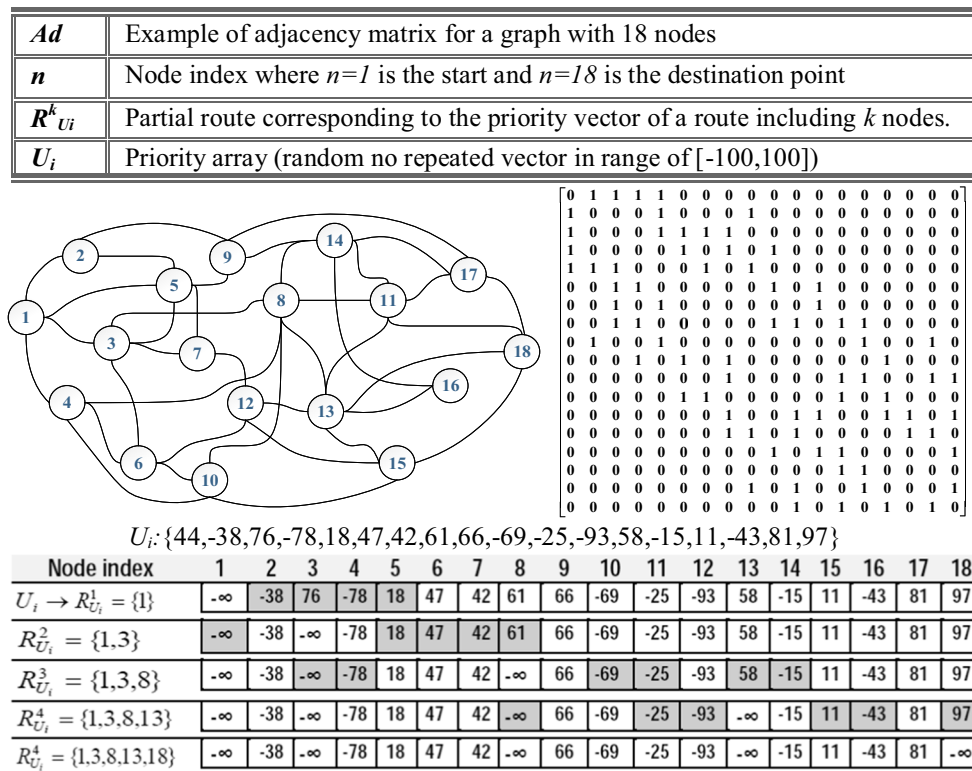 Ad Example of adjacency matrix for a graph with 18 nodes
n Node index where n=1 is the start and n=18 is the destination point
R^k_Ui Partial route corresponding to the priority vector of a route including k nodes.
U_i Priority array (random no repeated vector in range of [-100,100])
1
2
3
4
5
6
7
8
9
10
11
12
13
14
15
16
17
18
0 1 1 1 1 0 0 0 0 0 0 0 0 0 0 0 0 0
1 0 0 0 1 0 0 0 1 0 0 0 0 0 0 0 0 0
1 0 0 0 1 1 1 1 0 0 0 0 0 0 0 0 0 0
1 0 0 0 0 1 0 1 0 1 0 0 0 0 0 0 0 0
1 1 1 0 0 0 1 0 1 0 0 0 0 0 0 0 0 0
0 0 1 1 0 0 0 0 0 1 0 1 0 0 0 0 0 0
0 0 1 0 1 0 0 0 0 0 0 1 0 0 0 0 0 0
0 0 1 1 0 0 0 0 0 1 1 0 1 1 0 0 0 0
0 1 0 0 1 0 0 0 0 0 0 0 0 1 0 0 1 0
0 0 0 1 0 1 0 1 0 0 0 0 0 0 1 0 0 0
0 0 0 0 0 0 0 1 0 0 0 0 1 1 0 0 1 1
0 0 0 0 0 1 1 0 0 0 0 0 1 0 1 0 0 0
0 0 0 0 0 0 0 1 0 0 1 1 0 0 1 1 0 1
0 0 0 0 0 0 0 1 1 0 1 0 0 0 0 1 1 0
0 0 0 0 0 0 0 0 0 1 0 1 1 0 0 0 0 1
0 0 0 0 0 0 0 0 0 0 0 0 1 1 0 0 0 0
0 0 0 0 0 0 0 0 1 0 1 0 0 1 0 0 0 1
0 0 0 0 0 0 0 0 0 0 1 0 1 0 1 0 1 0
U_i:{44,-38,76,-78,18,47,42,61,66,-69,-25,-93,58,-15,11,-43,81,97}
Node index 1 2 3 4 5 6 7 8 9 10 11 12 13 14 15 16 17 18
U_i → R^1_Ui = {1} -∞ -38 76 -78 18 47 42 61 66 -69 -25 -93 58 -15 11 -43 81 97
R^2_Ui = {1,3} -∞ -38 -∞ -78 18 47 42 61 66 -69 -25 -93 58 -15 11 -43 81 97
R^3_Ui = {1,3,8} -∞ -38 -∞ -78 18 47 42 -∞ 66 -69 -25 -93 58 -15 11 -43 81 97
R^4_Ui = {1,3,8,13} -∞ -38 -∞ -78 18 47 42 -∞ 66 -69 -25 -93 -∞ -15 11 -43 81 97
R^4_Ui = {1,3,8,13,18} -∞ -38 -∞ -78 18 47 42 -∞ 66 -69 -25 -93 -∞ -15 11 -43 81 -∞